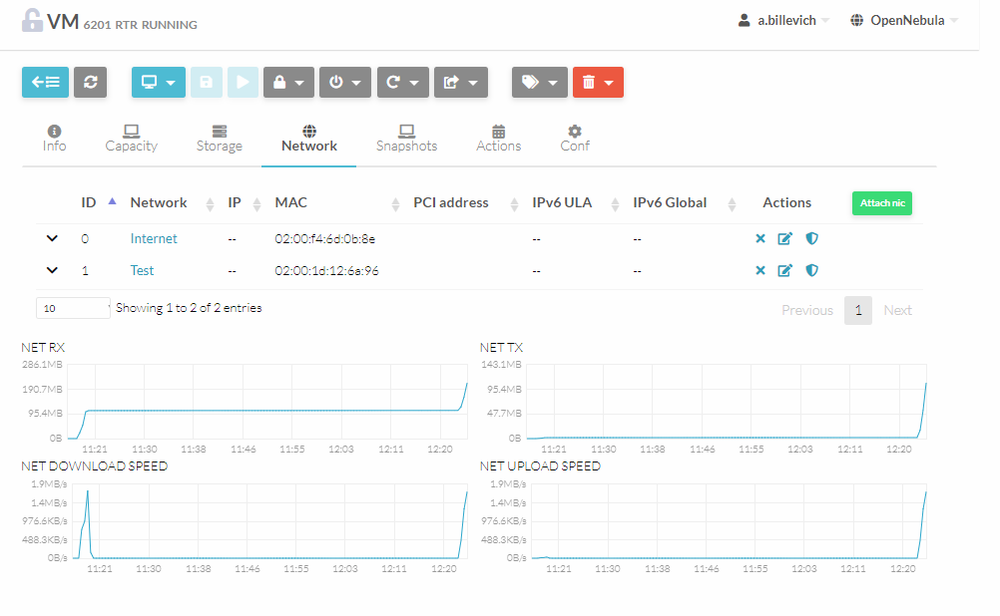 VM 6201 RTR RUNNING
a.billevich
OpenNebula
Info
Capacity
Storage
Network
Snapshots
Actions
Conf
ID Network IP MAC PCI address IPv6 ULA IPv6 Global Actions Attach nic
0 Internet -- 02:00:f4:6d:0b:8e -- --
1 Test -- 02:00:1d:12:6a:96 -- --
10 Showing 1 to 2 of 2 entries
Previous 1 Next
NET RX
286.1MB
190.7MB
95.4MB
0B
11:21 11:30 11:38 11:46 11:55 12:03 12:11 12:20
NET TX
143.1MB
95.4MB
47.7MB
0B
11:21 11:30 11:38 11:46 11:55 12:03 12:11 12:20
NET DOWNLOAD SPEED
1.9MB/s
1.4MB/s
976.6KB/s
488.3KB/s
0B/s
11:21 11:30 11:38 11:46 11:55 12:03 12:11 12:20
NET UPLOAD SPEED
1.9MB/s
1.4MB/s
976.6KB/s
488.3KB/s
0B/s
11:21 11:30 11:38 11:46 11:55 12:03 12:11 12:20